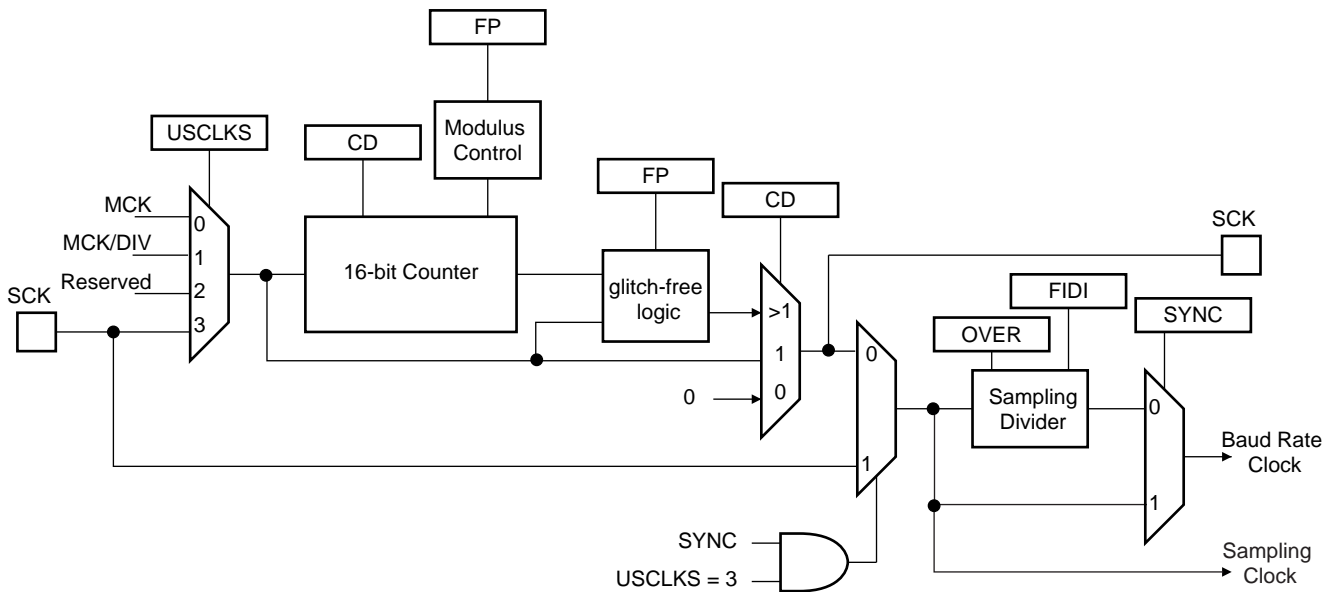 FP
USCLKS
CD
Modulus
Control
FP
CD
MCK
0
MCK/DIV
1
Reserved
2
SCK
3
16-bit Counter
glitch-free
logic
>1
1
0
0
SCK
FIDI
SYNC
OVER
0
1
Sampling
Divider
0
1
Baud Rate
Clock
SYNC
USCLKS = 3
Sampling
Clock